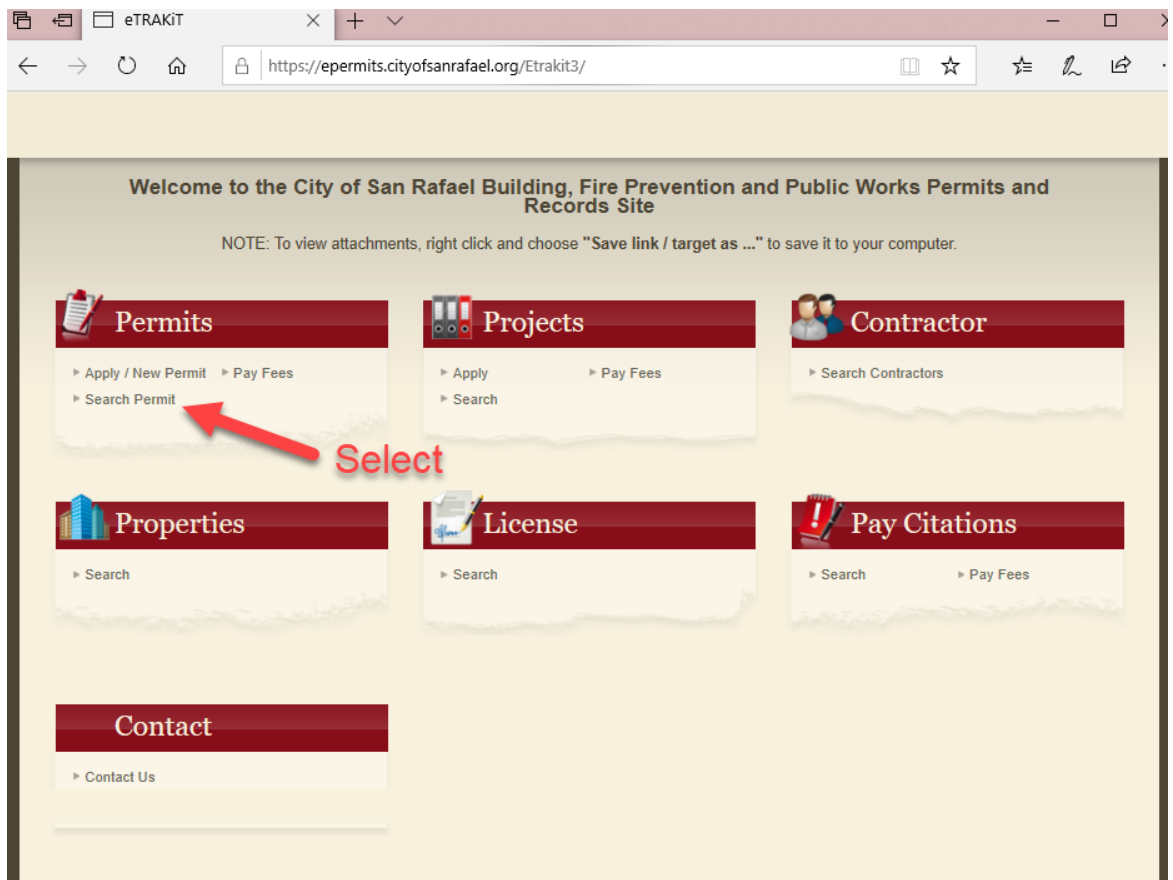 eTRAKiT
https://epermits.cityofsanrafael.org/Etrakit3/
Welcome to the City of San Rafael Building, Fire Prevention and Public Works Permits and
Records Site
NOTE: To view attachments, right click and choose "Save link / target as ..." to save it to your computer.
Permits
Apply / New Permit
Pay Fees
Search Permit
Select
Projects
Apply
Pay Fees
Search
Contractor
Search Contractors
Properties
Search
License
Search
Pay Citations
Search
Pay Fees
Contact
Contact Us